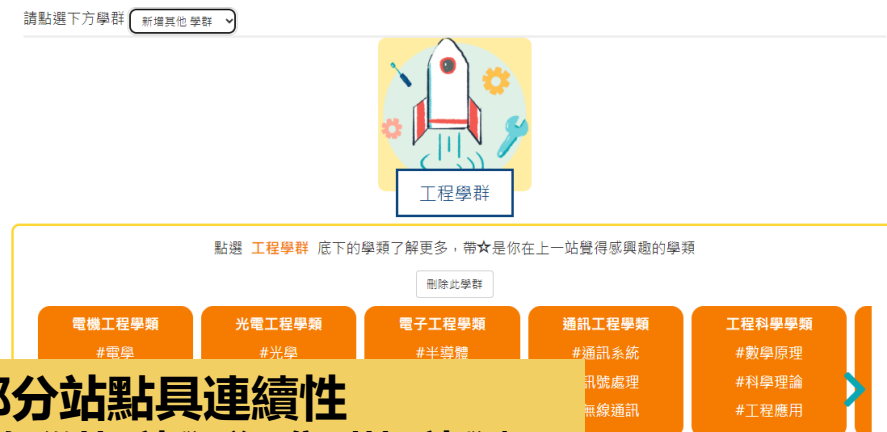 請點選下方學群 新增其他 學群
工程學群
點選 工程學群 底下的學類了解更多，帶☆是你在上一站覺得感興趣的學類
刪除此學群
電機工程學類 光電工程學類 電子工程學類 通訊工程學類 工程科學學類
#電學 #光學 #半導體 #通訊系統 #數學原理
訊號處理 #科學理論
無線通訊 #工程應用
部分站點具連續性